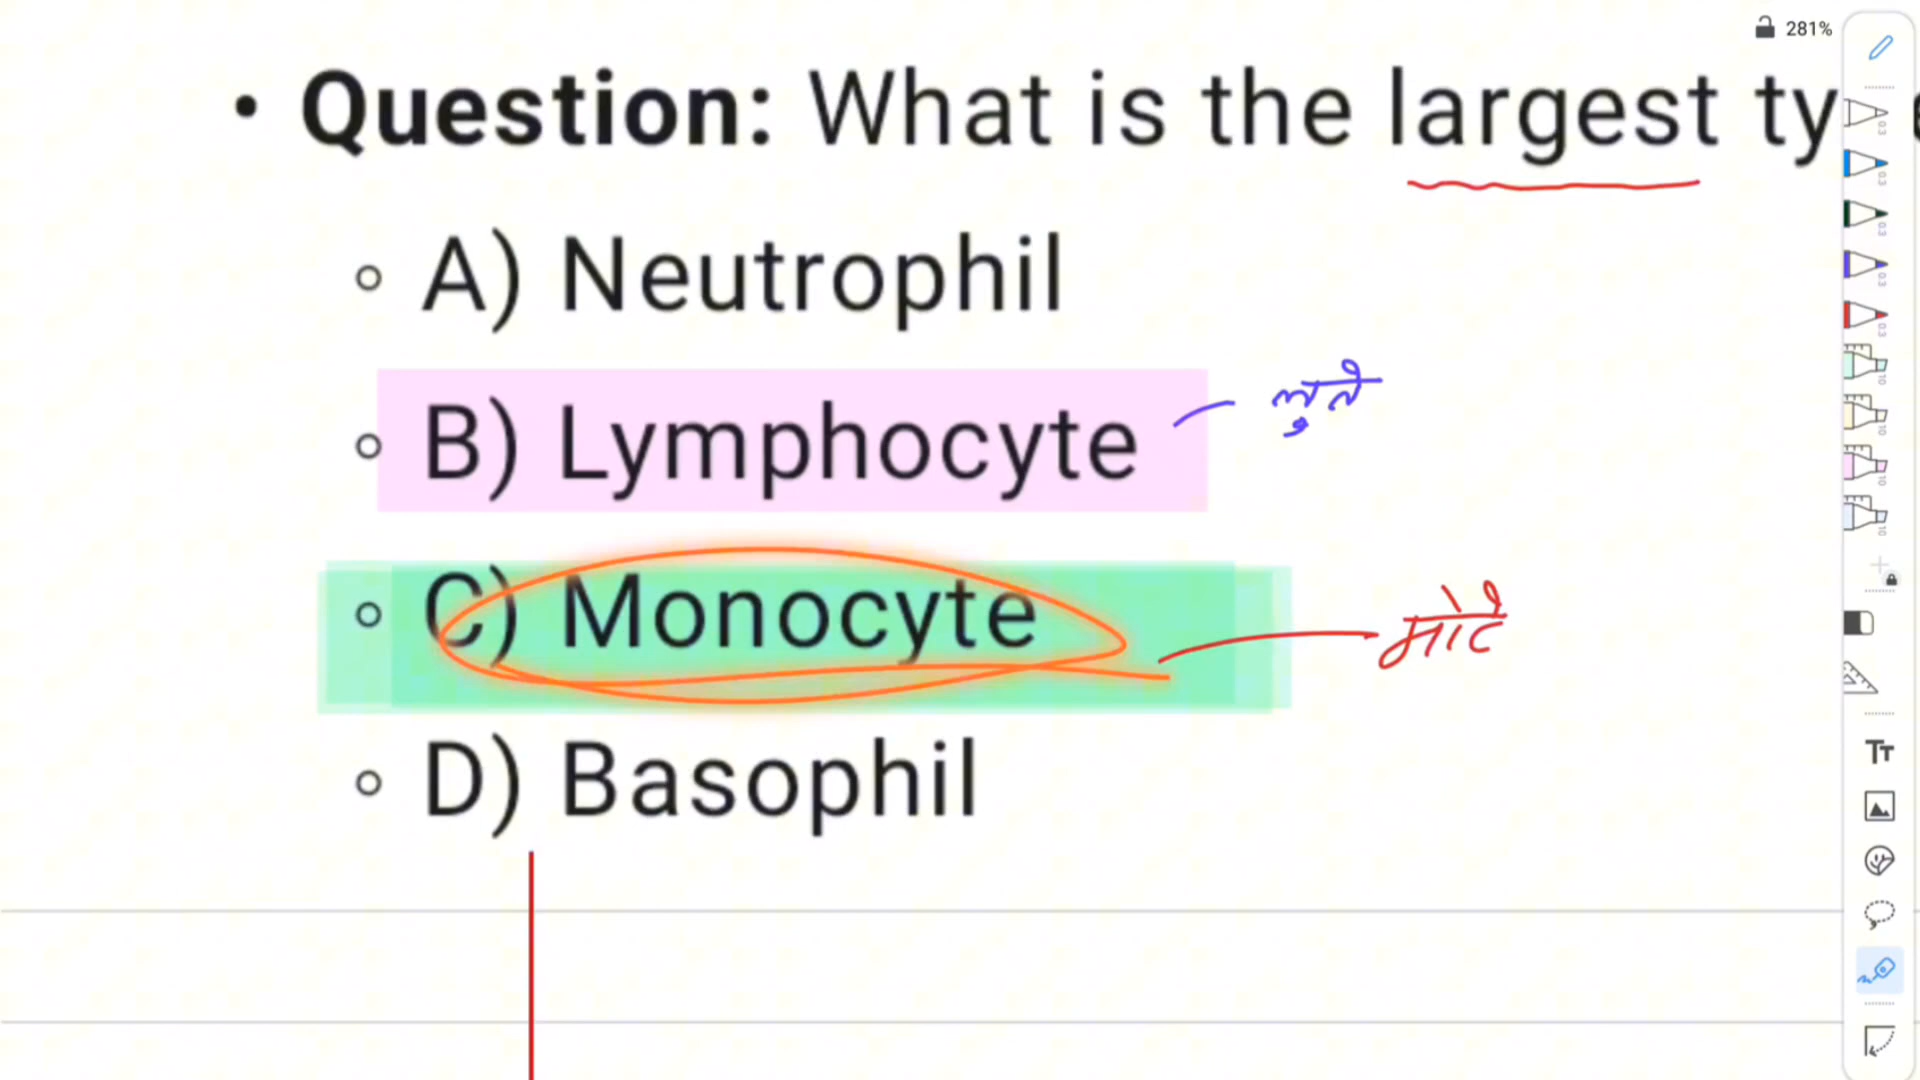 281%
• Question: What is the largest ty
A) Neutrophil
B) Lymphocyte
C) Monocyte
D) Basophil